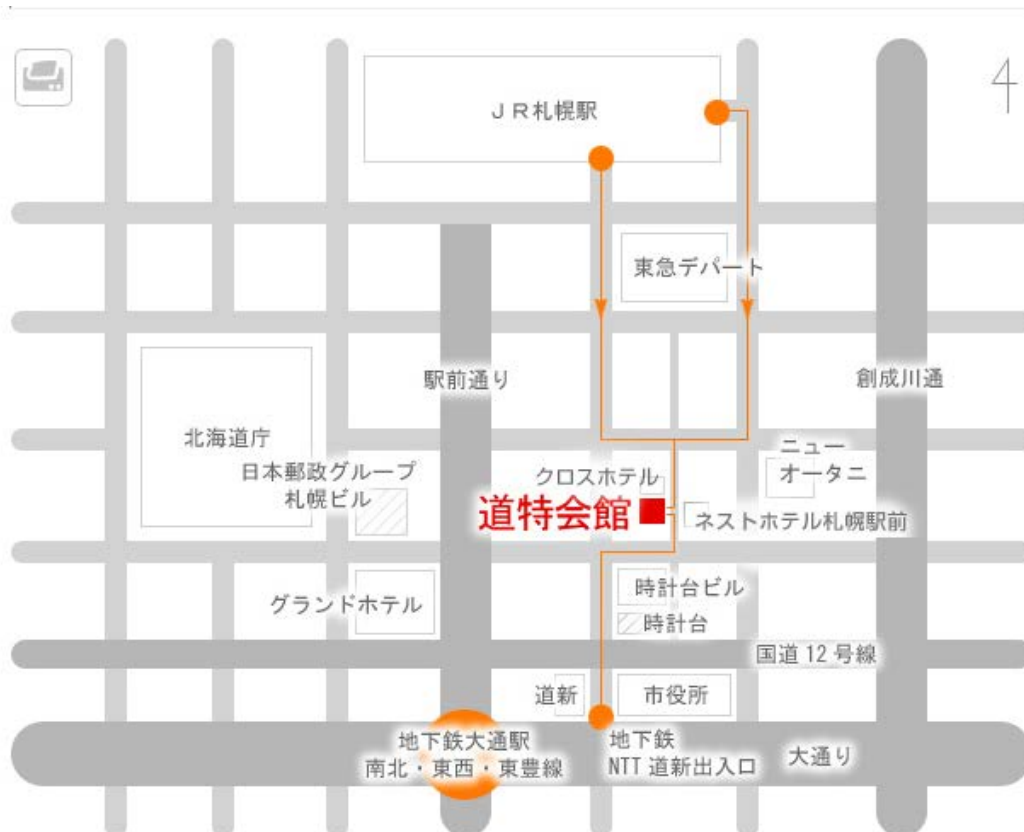 JR札幌駅
東急デパート
駅前通り
創成川通
北海道庁
日本郵政グループ
札幌ビル
クロスホテル
ニュー
オータニ
道特会館
ネストホテル札幌駅前
グランドホテル
時計台ビル
時計台
国道12号線
道新
市役所
地下鉄大通駅
南北・東西・東豊線
地下鉄
NTT道新出入口
大通り